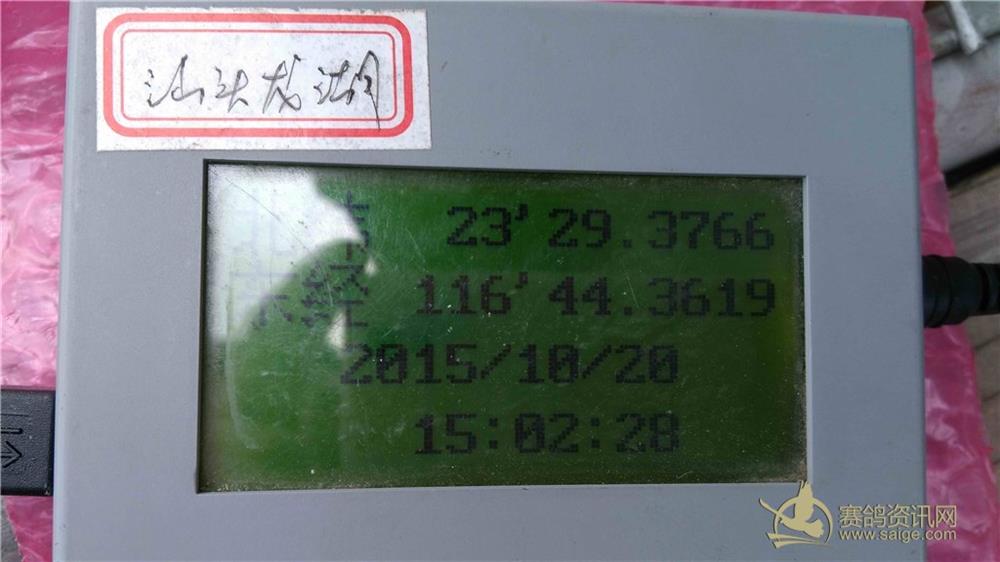 汕头龙湖
北纬 23'29.3766
东经 116'44.3619
2015/10/20
15:02:28
赛鸽资讯网
www.saige.com